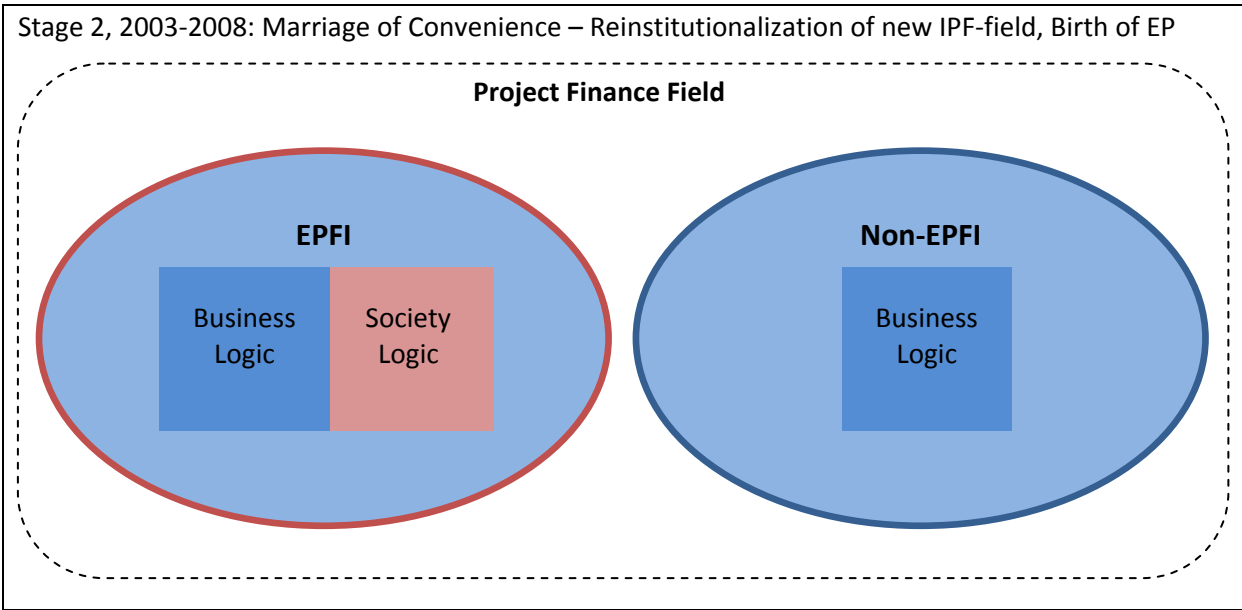 Stage 2, 2003-2008: Marriage of Convenience – Reinstitutionalization of new IPF-field, Birth of EP
Project Finance Field
EPFI
Business
Logic
Society
Logic
Non-EPFI
Business
Logic